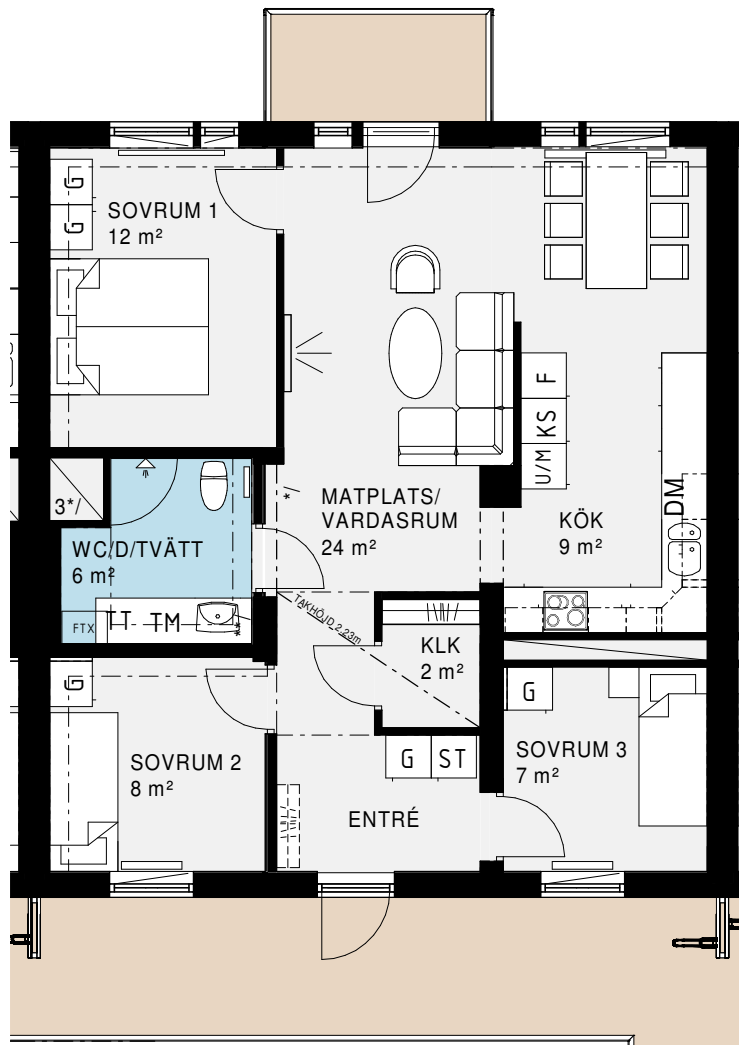 G
G
SOVRUM 1
12 m²
F
KS
U/M
DM
3*/
*/
MATPLATS/
VARDASRUM
24 m²
KÖK
9 m²
WC/D/TVÄTT
6 m²
FTX
TT TM
**/
TAKHÖJD 2,23m
KLK
2 m²
G
G
SOVRUM 2
8 m²
G ST
SOVRUM 3
7 m²
ENTRÉ